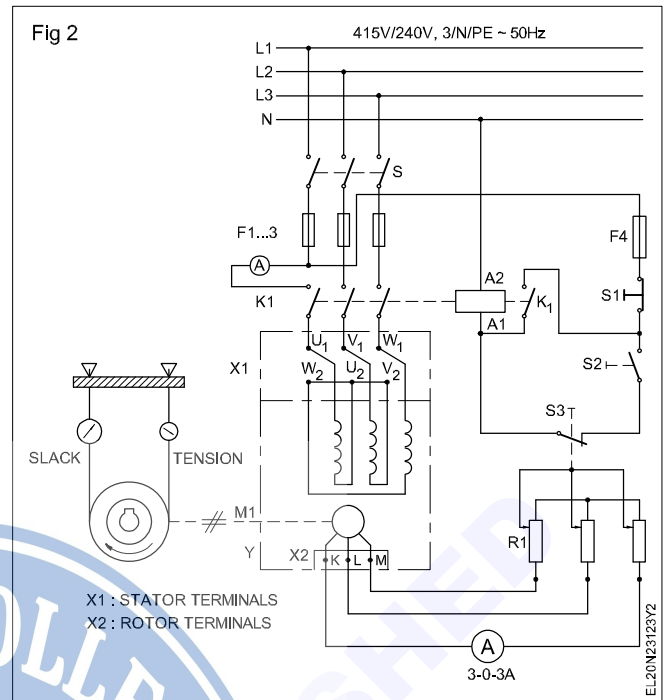 Fig 2
415V/240V, 3/N/PE ~ 50Hz
L1
L2
L3
N
S
F1...3
F4
A
A2
K1
K1
S1
A1
U1 V1 W1
X1
W2 U2 V2
S2
S3
SLACK
TENSION
M1
R1
Y
X2
K L M
X1 : STATOR TERMINALS
X2 : ROTOR TERMINALS
A
3-0-3A
EL20N23123Y2
OLLE
SHED